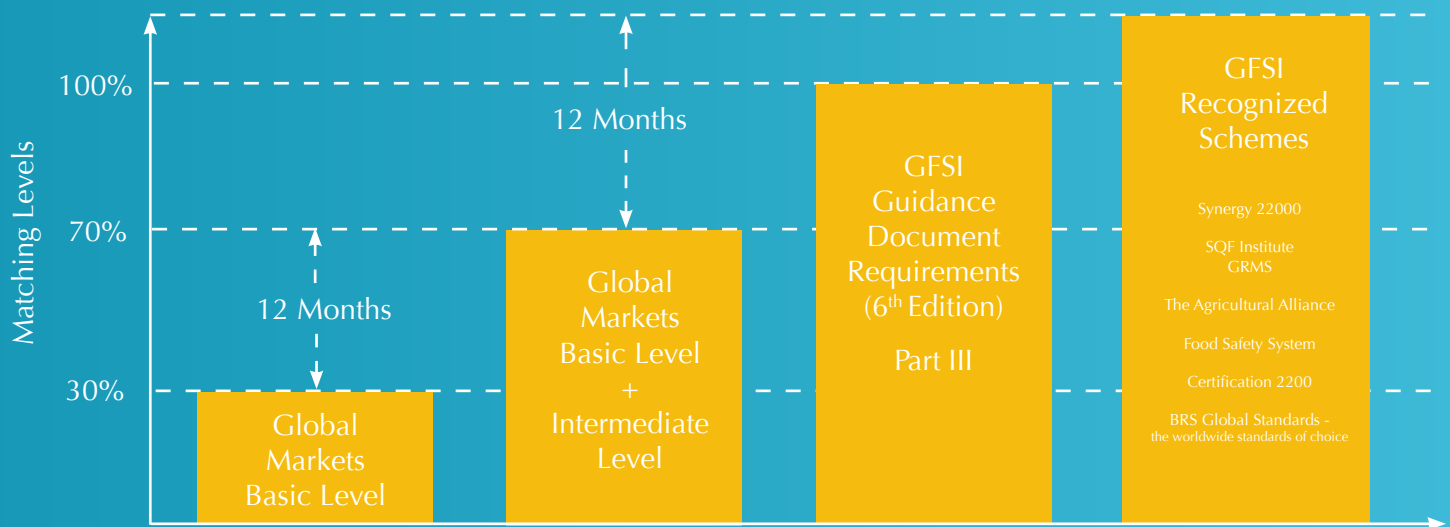 Matching Levels
100%
70%
30%
12 Months
12 Months
Global
Markets
Basic Level
Global
Markets
Basic Level
+
Intermediate
Level
GFSI
Guidance
Document
Requirements
(6th Edition)
Part III
GFSI
Recognized
Schemes
Synergy 22000
SQF Institute
GRMS
The Agricultural Alliance
Food Safety System
Certification 2200
BRS Global Standards -
the worldwide standards of choice